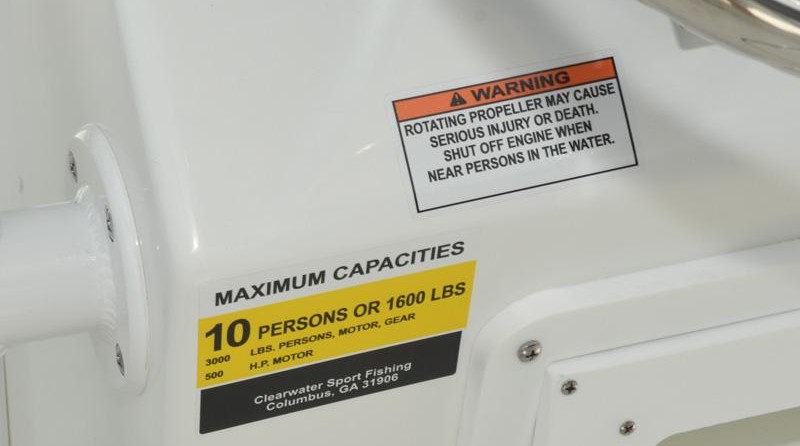 WARNING
ROTATING PROPELLER MAY CAUSE
SERIOUS INJURY OR DEATH.
SHUT OFF ENGINE WHEN
NEAR PERSONS IN THE WATER.
MAXIMUM CAPACITIES
10 PERSONS OR 1600 LBS
3000 LBS. PERSONS, MOTOR, GEAR
500 H.P. MOTOR
Clearwater Sport Fishing
Columbus, GA 31906